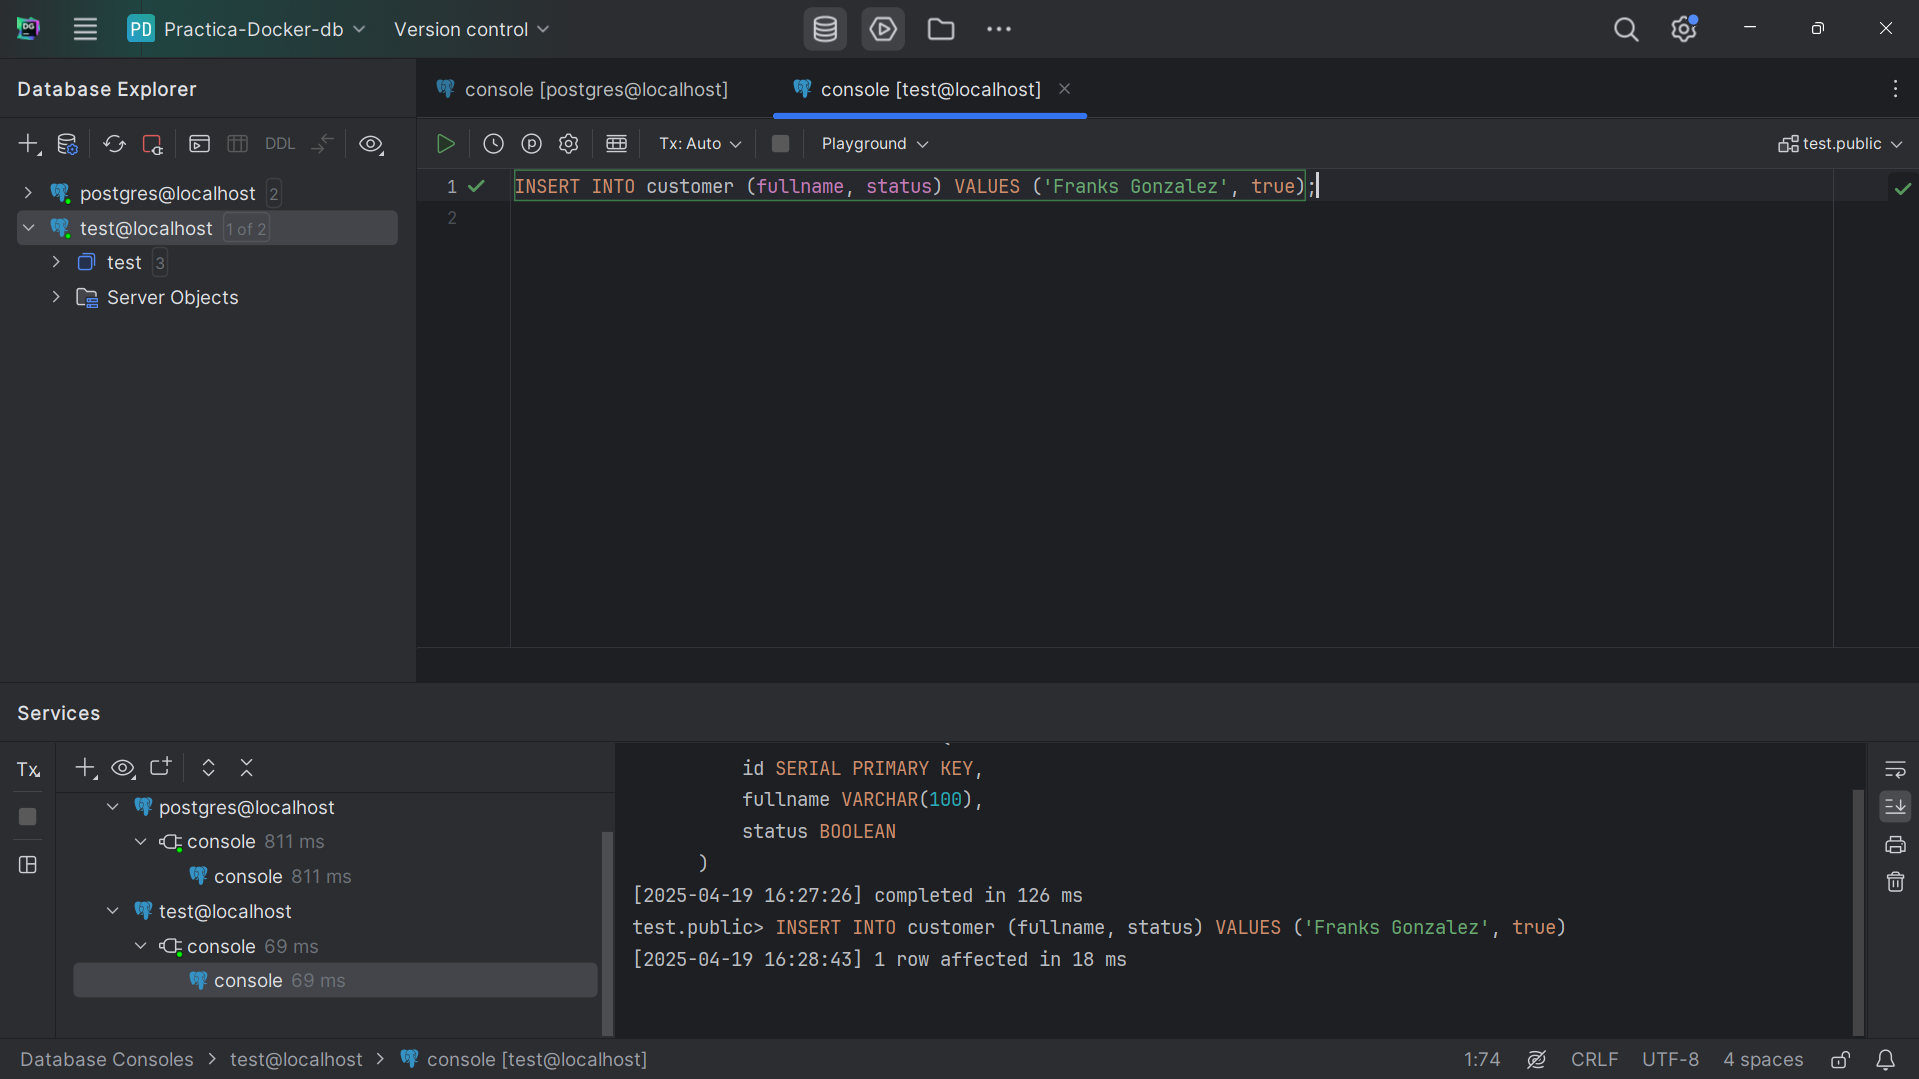 PD Practica-Docker-db Version control
Database Explorer
console [postgres@localhost] console [test@localhost]
DDL
Tx: Auto Playground test.public
postgres@localhost 2
test@localhost 1 of 2
test 3
Server Objects
1 INSERT INTO customer (fullname, status) VALUES ('Franks Gonzalez', true);
2
Services
Tx
postgres@localhost
console 811 ms
console 811 ms
test@localhost
console 69 ms
console 69 ms
id SERIAL PRIMARY KEY,
fullname VARCHAR(100),
status BOOLEAN
)
[2025-04-19 16:27:26] completed in 126 ms
test.public> INSERT INTO customer (fullname, status) VALUES ('Franks Gonzalez', true)
[2025-04-19 16:28:43] 1 row affected in 18 ms
Database Consoles > test@localhost > console [test@localhost]
1:74 CRLF UTF-8 4 spaces